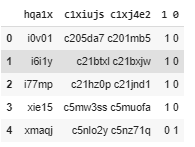 hqa1x c1xiujs c1xj4e2 1 0
0 i0v01 c205da7 c201mb5 1 0
1 i6i1y c21btxl c21bxjw 1 0
2 i77mp c21hz0p c21jnd1 1 0
3 xie15 c5mw3ss c5muofa 1 0
4 xmaqj c5nlo2y c5nz71q 0 1